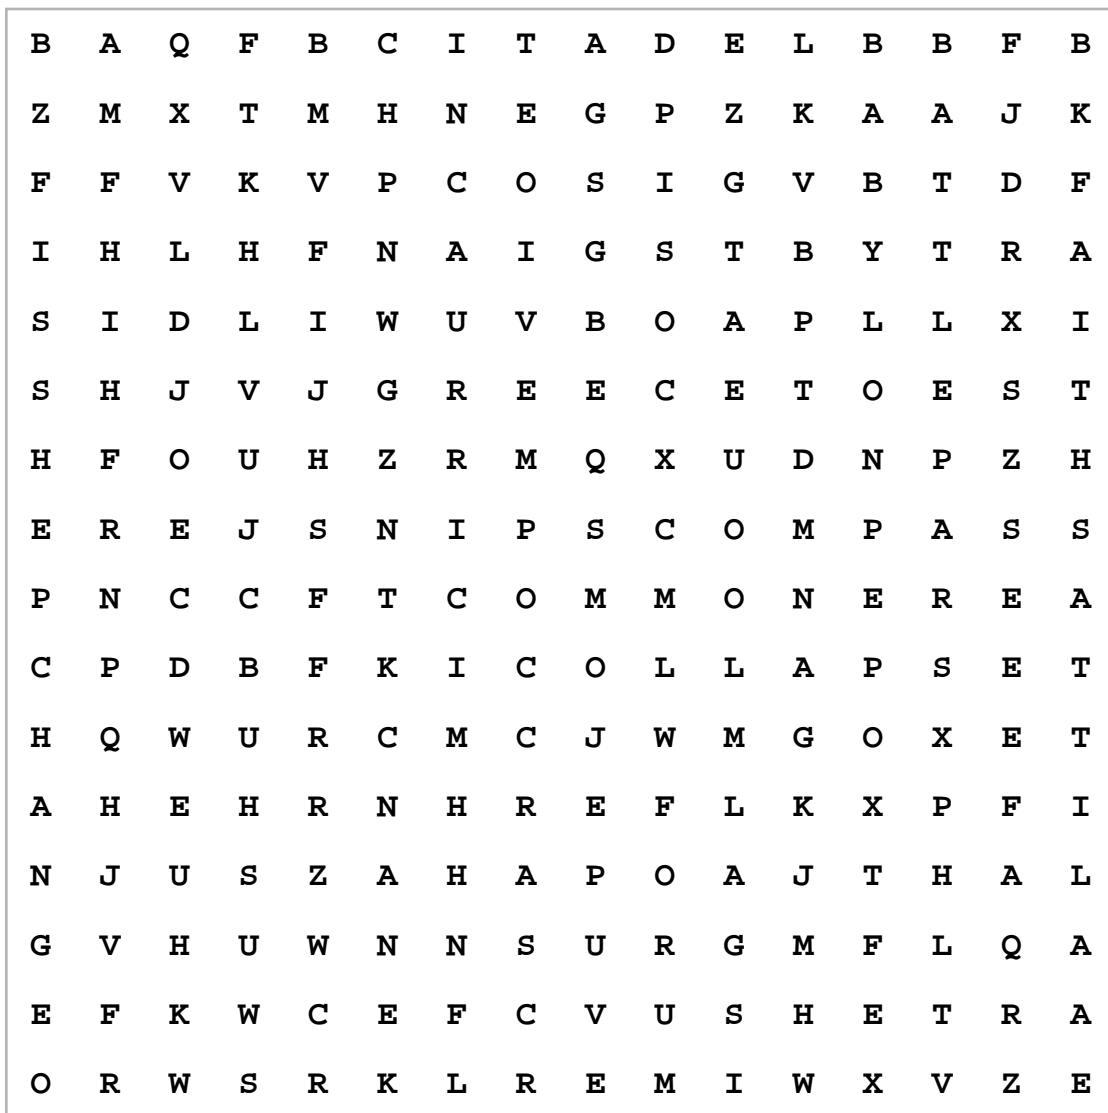 B A Q F B C I T A D E L B B F B
Z M X T M H N E G P Z K A A J K
F F V K V P C O S I G V B T D F
I H L H F N A I G S T B Y T R A
S I D L I W U V B O A P L L X I
S H J V J G R E E C E T O E S T
H F O U H Z R M Q X U D N P Z H
E R E J S N I P S C O M P A S S
P N C C F T C O M M O N E R E A
C P D B F K I C O L L A P S E T
H Q W U R C M C J W M G O X E T
A H E H R N H R E F L K X P F I
N J U S Z A H A P O A J T H A L
G V H U W N N S U R G M F L Q A
E F K W C E F C V U S H E T R A
O R W S R K L R E M I W X V Z E